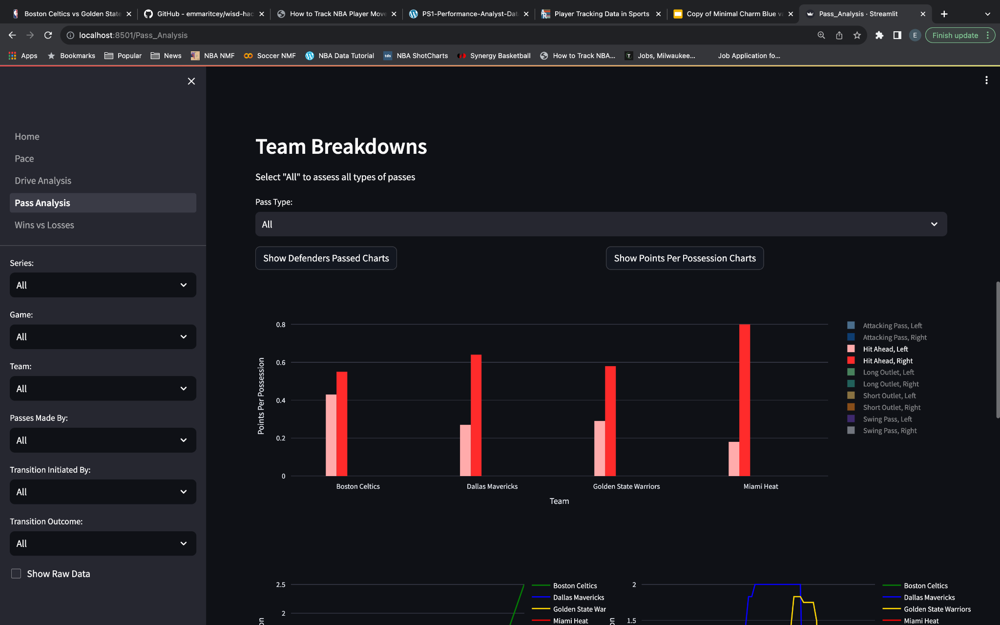 Boston Celtics vs Golden State
GitHub - emmaritcey/wisd-hac
How to Track NBA Player Move
PS1-Performance-Analyst-Dat
Player Tracking Data in Sports
Copy of Minimal Charm Blue va
Pass_Analysis · Streamlit
localhost:8501/Pass_Analysis
E
Finish update
Apps
Bookmarks
Popular
News
NBA NMF
Soccer NMF
NBA Data Tutorial
tds
NBA ShotCharts
Synergy Basketball
How to Track NBA...
T
Jobs, Milwaukee...
Job Application fo...
Home
Pace
Drive Analysis
Pass Analysis
Wins vs Losses
Series:
All
Game:
All
Team:
All
Passes Made By:
All
Transition Initiated By:
All
Transition Outcome:
All
Show Raw Data
Team Breakdowns
Select "All" to assess all types of passes
Pass Type:
All
Show Defenders Passed Charts
Show Points Per Possession Charts
Points Per Possession
0.8
0.6
0.4
0.2
0
Boston Celtics
Dallas Mavericks
Golden State Warriors
Miami Heat
Team
Attacking Pass, Left
Attacking Pass, Right
Hit Ahead, Left
Hit Ahead, Right
Long Outlet, Left
Long Outlet, Right
Short Outlet, Left
Short Outlet, Right
Swing Pass, Left
Swing Pass, Right
2.5
2
on
Boston Celtics
Dallas Mavericks
Golden State War
Miami Heat
2
1.5
on
Boston Celtics
Dallas Mavericks
Golden State Warriors
Miami Heat